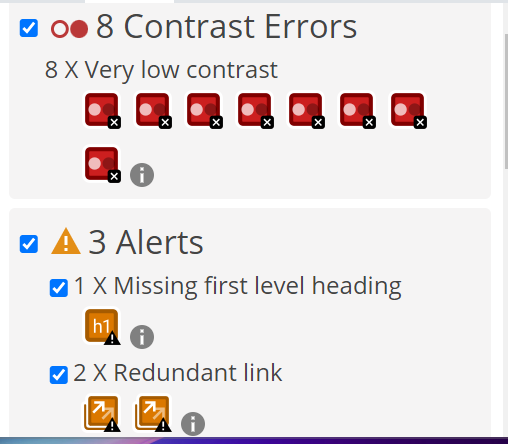 8 Contrast Errors
8 X Very low contrast
3 Alerts
1 X Missing first level heading
h1
2 X Redundant link